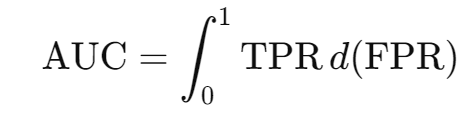 AUC = ∫₀¹ TPR d(FPR)